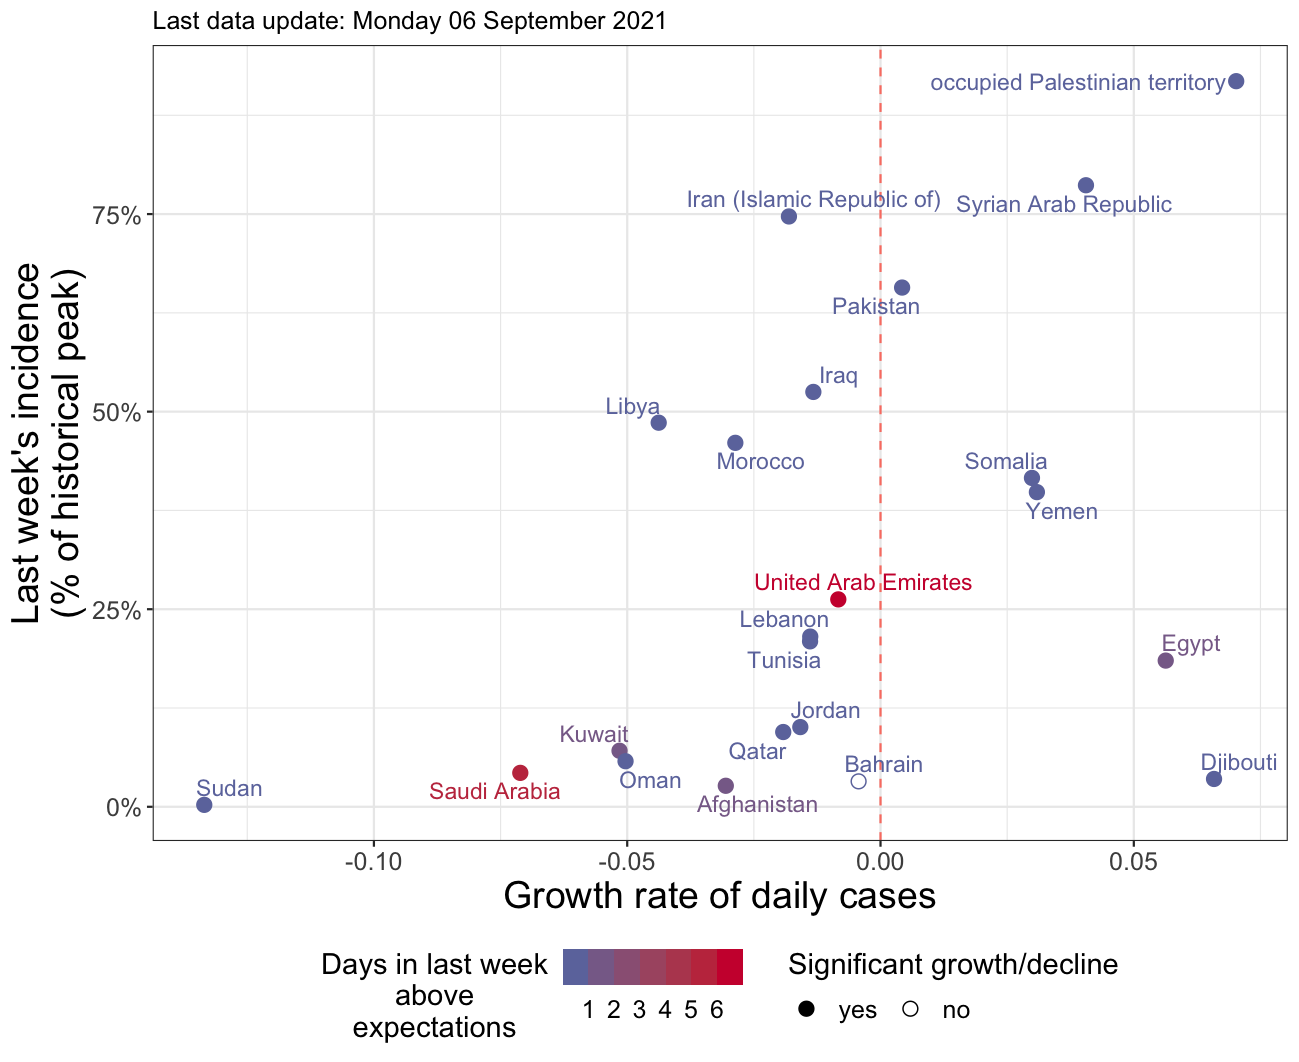 Last data update: Monday 06 September 2021
occupied Palestinian territory
Iran (Islamic Republic of)
Syrian Arab Republic
75%
Pakistan
Iraq
Libya
50%
Morocco
Somalia
Yemen
United Arab Emirates
25%
Lebanon
Tunisia
Egypt
Jordan
Kuwait
Qatar
Bahrain
Djibouti
Oman
Sudan
Saudi Arabia
Afghanistan
0%
Last week's incidence
(% of historical peak)
-0.10 -0.05 0.00 0.05
Growth rate of daily cases
Days in last week
above
expectations
1 2 3 4 5 6
Significant growth/decline
yes no